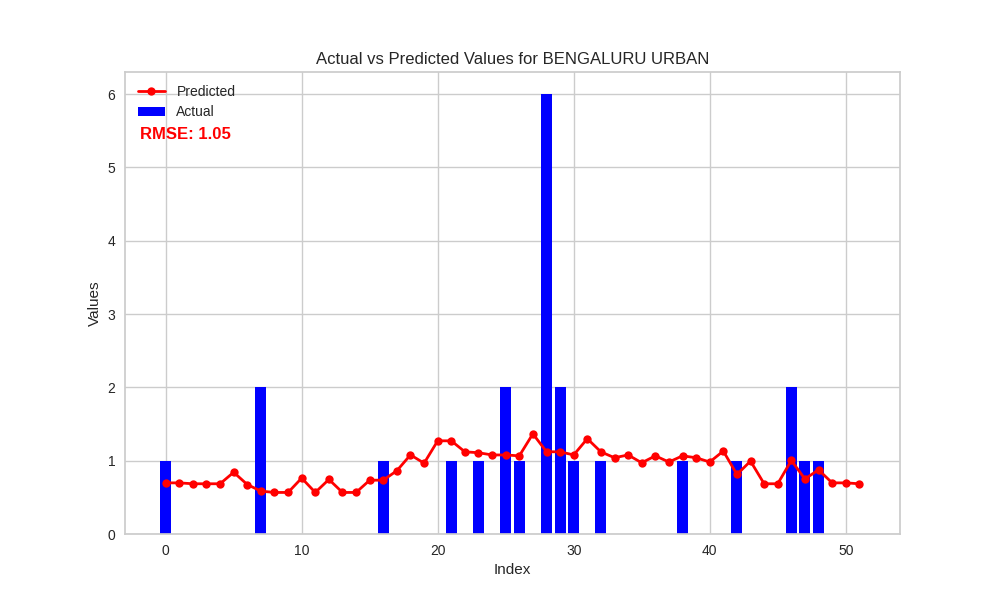 Actual vs Predicted Values for BENGALURU URBAN
Predicted
Actual
RMSE: 1.05
6
5
4
3
2
1
0
Values
0 10 20 30 40 50
Index